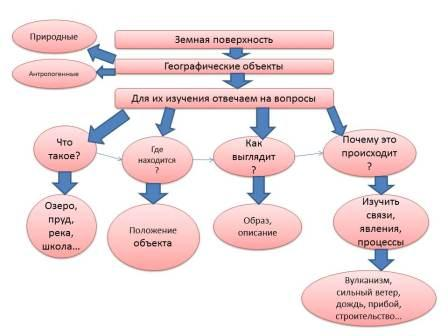 Природные
Земная поверхность
Географические объекты
Антропогенные
Для их изучения отвечаем на вопросы
Что
такое?
Где
находится
?
Как
выглядит
?
Почему это
происходит
?
Озеро,
пруд,
река,
школа...
Положение
объекта
Образ,
описание
Изучить
связи,
явления,
процессы
Вулканизм,
сильный ветер,
дождь, прибой,
строительство...